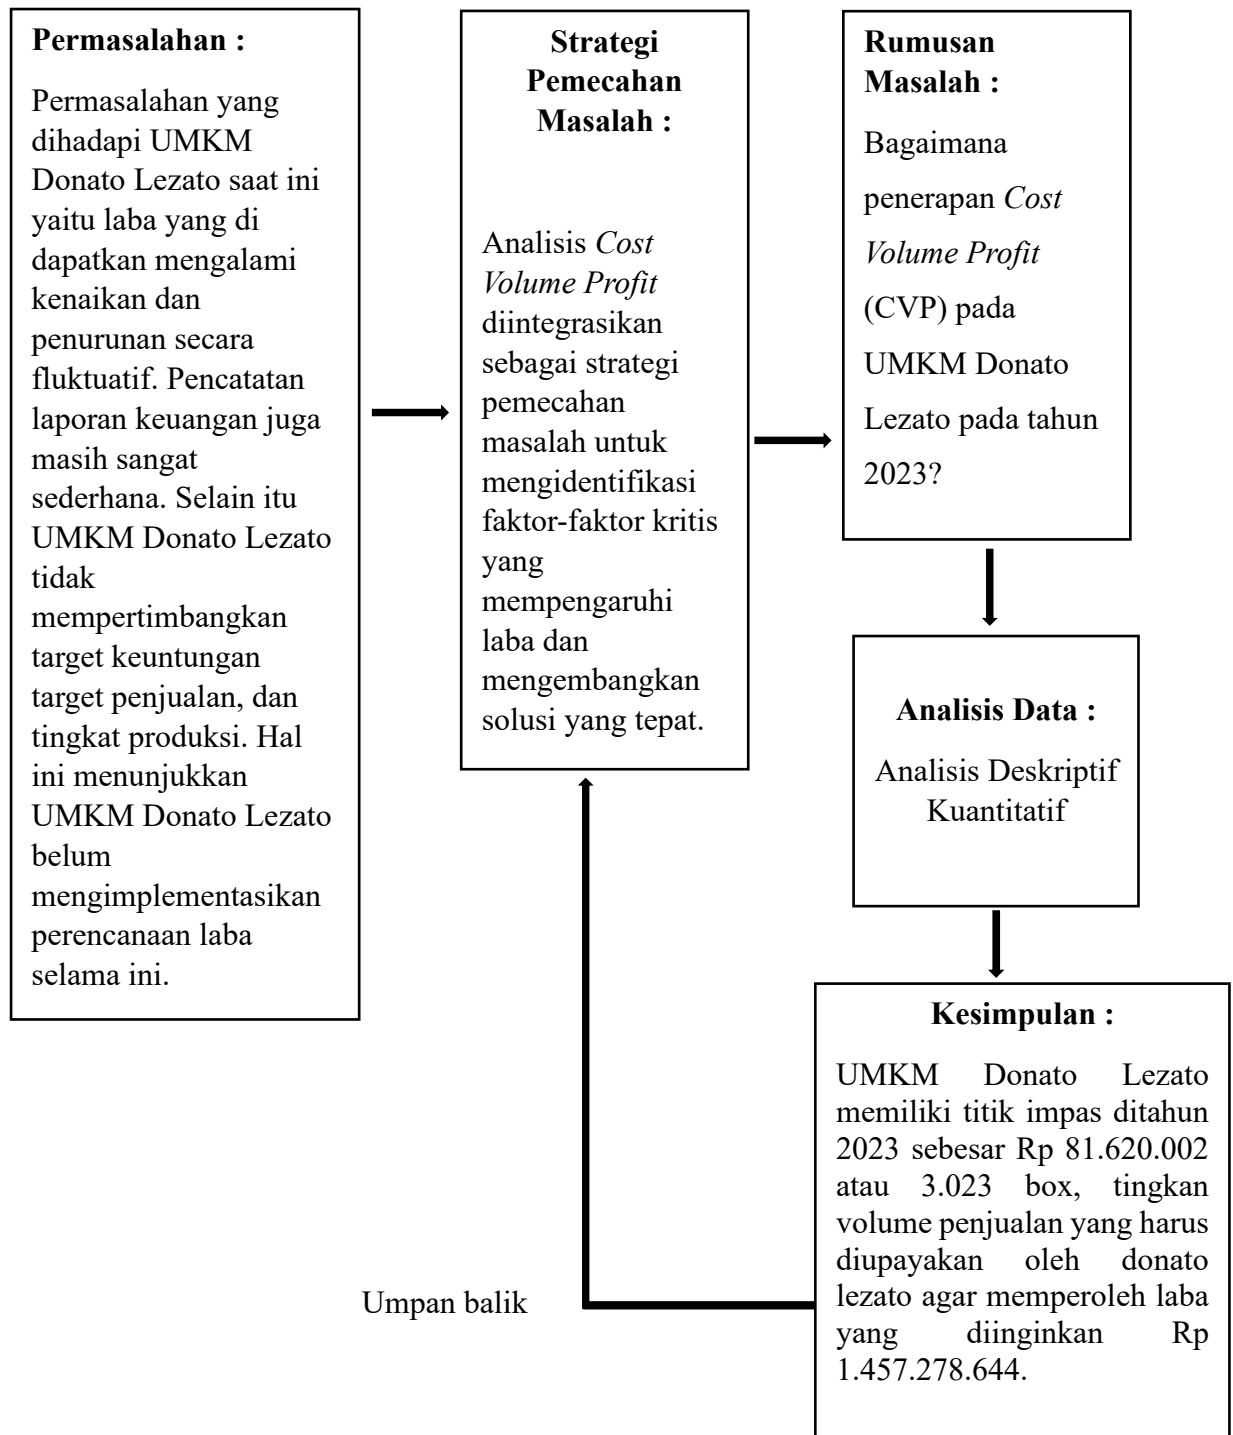 Permasalahan :
Permasalahan yang
dihadapi UMKM
Donato Lezato saat ini
yaitu laba yang di
dapatkan mengalami
kenaikan dan
penurunan secara
fluktuatif. Pencatatan
laporan keuangan juga
masih sangat
sederhana. Selain itu
UMKM Donato Lezato
tidak
mempertimbangkan
target keuntungan
target penjualan, dan
tingkat produksi. Hal
ini menunjukkan
UMKM Donato Lezato
belum
mengimplementasikan
perencanaan laba
selama ini.
Strategi
Pemecahan
Masalah :
Analisis Cost
Volume Profit
diintegrasikan
sebagai strategi
pemecahan
masalah untuk
mengidentifikasi
faktor-faktor kritis
yang
mempengaruhi
laba dan
mengembangkan
solusi yang tepat.
Rumusan
Masalah :
Bagaimana
penerapan Cost
Volume Profit
(CVP) pada
UMKM Donato
Lezato pada tahun
2023?
Analisis Data :
Analisis Deskriptif
Kuantitatif
Kesimpulan :
UMKM Donato Lezato
memiliki titik impas ditahun
2023 sebesar Rp 81.620.002
atau 3.023 box, tingkan
volume penjualan yang harus
diupayakan oleh donato
lezato agar memperoleh laba
yang diinginkan Rp
1.457.278.644.
Umpan balik